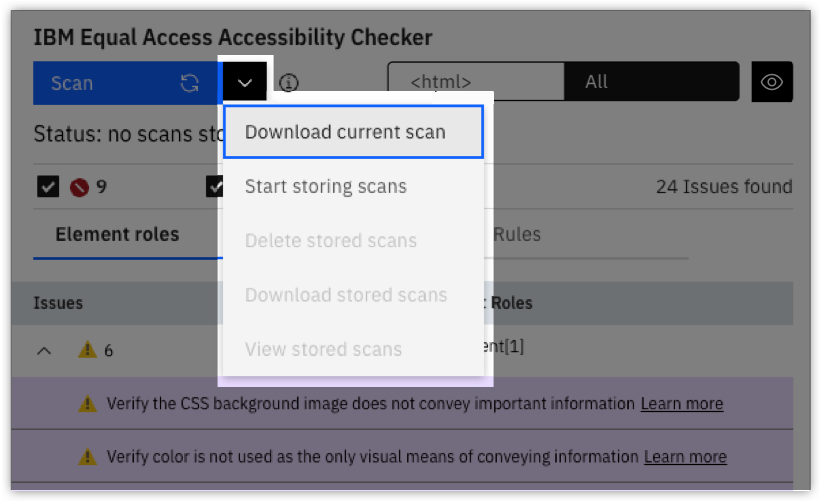 IBM Equal Access Accessibility Checker
Scan <html> All
Status: no scans sto
Download current scan
9 24 Issues found
Start storing scans
Element roles Rules
Delete stored scans
Download stored scans
Issues Roles
View stored scans
6 ent[1]
Verify the CSS background image does not convey important information Learn more
Verify color is not used as the only visual means of conveying information Learn more